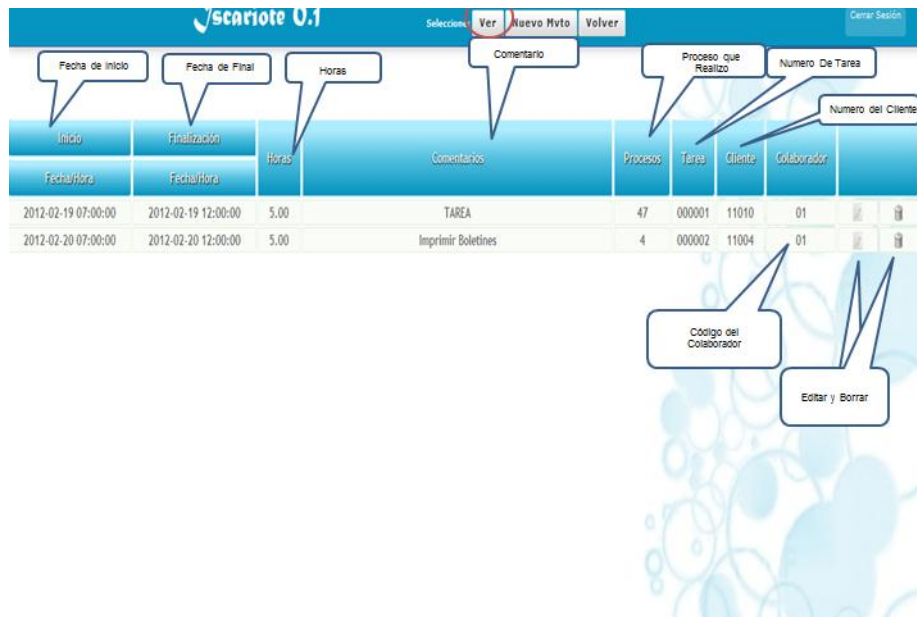 Jscariote 0.1
Seleccione: Ver Nuevo Mvto Volver
Cerrar Sesión
Fecha de Inicio
Fecha de Final
Horas
Comentario
Proceso que
Realizo
Numero De Tarea
Numero del Cliente
Inicio
Finalización
Horas
Comentarios
Procesos
Tarea
Cliente
Colaborador
Fecha/Hora
Fecha/Hora
2012-02-19 07:00:00 2012-02-19 12:00:00 5.00 TAREA 47 000001 11010 01
2012-02-20 07:00:00 2012-02-20 12:00:00 5.00 Imprimir Boletines 4 000002 11004 01
Código del
Colaborador
Editar y Borrar